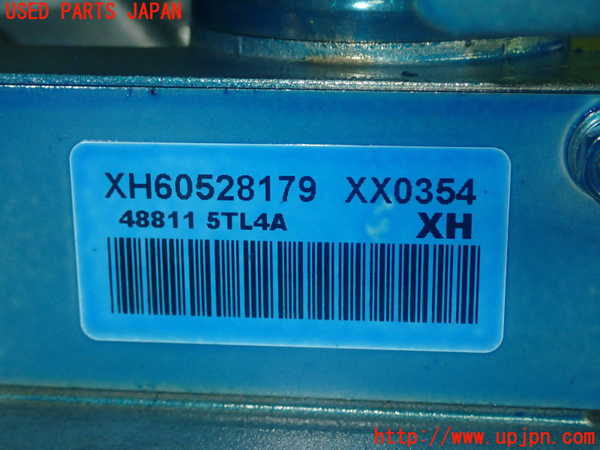 USED PARTS JAPAN
XH60528179 XX0354
48811 5TL4A XH
http://www.upjpn.com